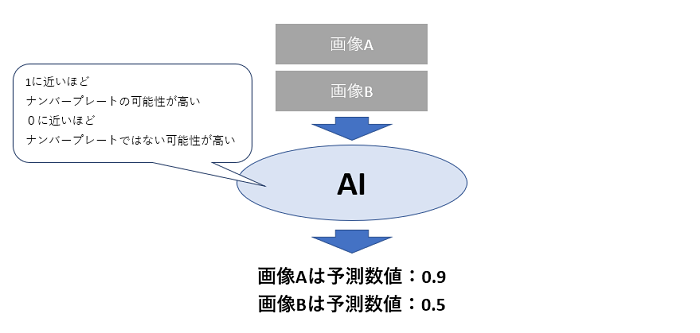 画像A
画像B
1に近いほど
ナンバープレートの可能性が高い
０に近いほど
ナンバープレートではない可能性が高い
AI
画像Aは予測数値：0.9
画像Bは予測数値：0.5